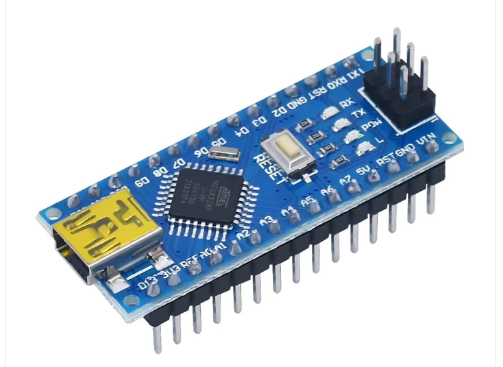 TX1 RX0 RST GND D2 D3 D4 D5 D6 D7 D8 D9
RX
TX
POW
L
RESET
ATMEL
D13 3V3 REF A0 A1 A2 A3 A4 A5 A6 A7 5V RST GND VIN